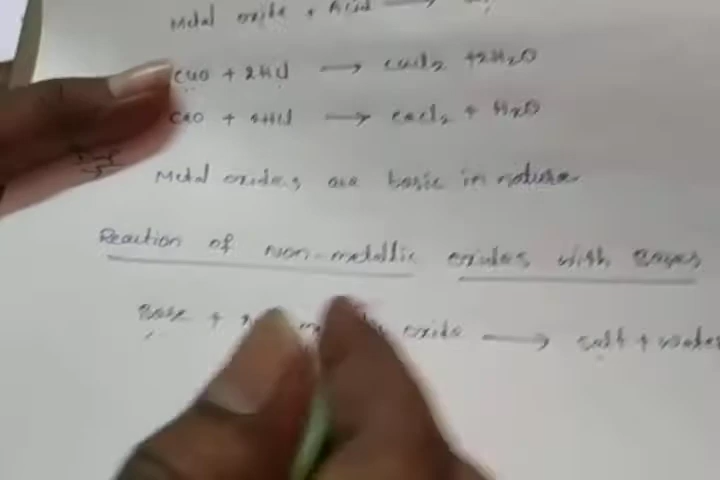 Metal oxide + Acid →
CuO + 2HCl → CuCl₂ + 2H₂O
CaO + 2HCl → CaCl₂ + H₂O
Metal oxides are basic in nature
Reaction of non-metallic oxides with Bases
Base + oxide → salt + water